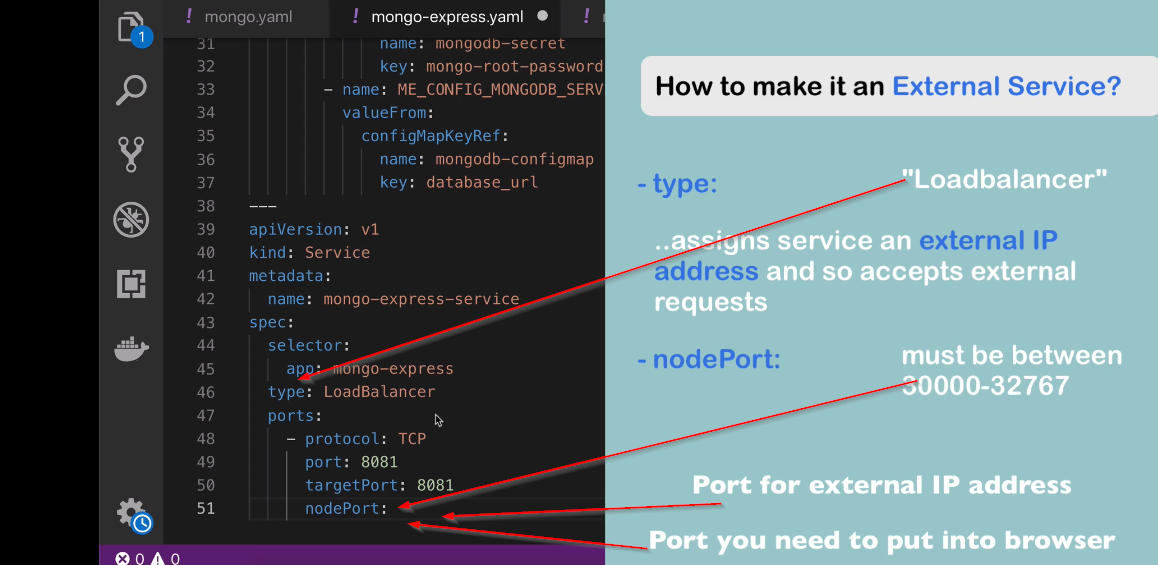 ! mongo.yaml
! mongo-express.yaml
!
1
31 name: mongodb-secret
32 key: mongo-root-password
33 - name: ME_CONFIG_MONGODB_SERV
34 valueFrom:
35 configMapKeyRef:
36 name: mongodb-configmap
37 key: database_url
38 ---
39 apiVersion: v1
40 kind: Service
41 metadata:
42 name: mongo-express-service
43 spec:
44 selector:
45 app: mongo-express
46 type: LoadBalancer
47 ports:
48 - protocol: TCP
49 port: 8081
50 targetPort: 8081
51 nodePort:
0 0
How to make it an External Service?
- type: "Loadbalancer"
..assigns service an external IP
address and so accepts external
requests
- nodePort: must be between
30000-32767
Port for external IP address
Port you need to put into browser